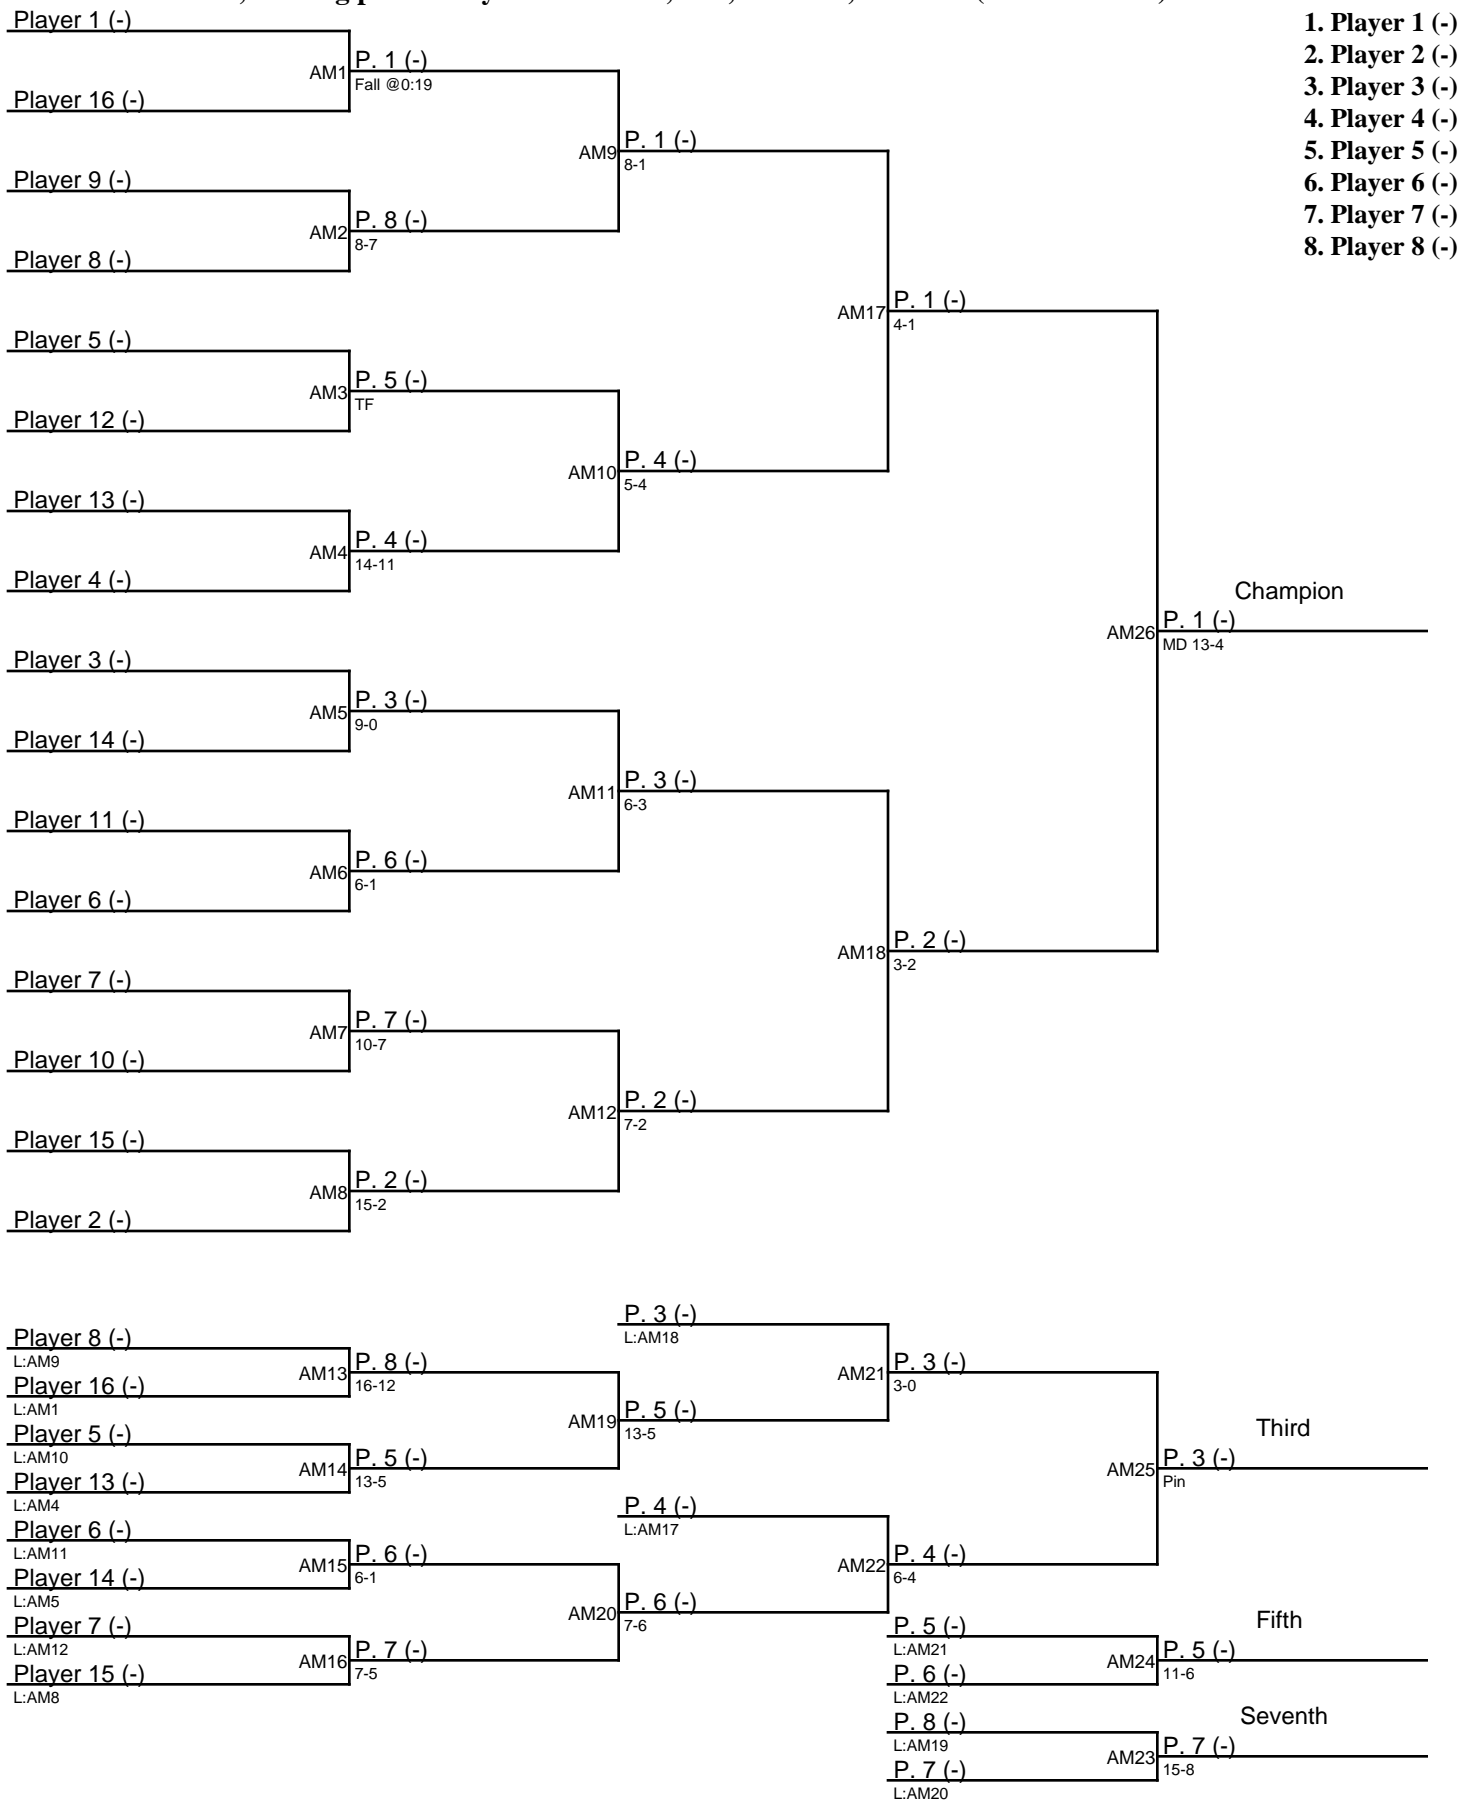 Player 1 (-)
AM1
P. 1 (-)
Fall @0:19
Player 16 (-)
AM9
P. 1 (-)
8-1
Player 9 (-)
AM2
P. 8 (-)
8-7
Player 8 (-)
AM17
P. 1 (-)
4-1
Player 5 (-)
AM3
P. 5 (-)
TF
Player 12 (-)
AM10
P. 4 (-)
5-4
Player 13 (-)
AM4
P. 4 (-)
14-11
Player 4 (-)
Champion
AM26
P. 1 (-)
MD 13-4
Player 3 (-)
AM5
P. 3 (-)
9-0
Player 14 (-)
AM11
P. 3 (-)
6-3
Player 11 (-)
AM6
P. 6 (-)
6-1
Player 6 (-)
AM18
P. 2 (-)
3-2
Player 7 (-)
AM7
P. 7 (-)
10-7
Player 10 (-)
AM12
P. 2 (-)
7-2
Player 15 (-)
AM8
P. 2 (-)
15-2
Player 2 (-)
1. Player 1 (-)
2. Player 2 (-)
3. Player 3 (-)
4. Player 4 (-)
5. Player 5 (-)
6. Player 6 (-)
7. Player 7 (-)
8. Player 8 (-)
Player 8 (-)
L:AM9
AM13
P. 8 (-)
16-12
Player 16 (-)
L:AM1
AM19
P. 5 (-)
13-5
Player 5 (-)
L:AM10
AM14
P. 5 (-)
13-5
Player 13 (-)
L:AM4
P. 3 (-)
L:AM18
AM21
P. 3 (-)
3-0
Third
AM25
P. 3 (-)
Pin
Player 6 (-)
L:AM11
AM15
P. 6 (-)
6-1
Player 14 (-)
L:AM5
AM20
P. 6 (-)
7-6
Player 7 (-)
L:AM12
AM16
P. 7 (-)
7-5
Player 15 (-)
L:AM8
P. 4 (-)
L:AM17
AM22
P. 4 (-)
6-4
Fifth
P. 5 (-)
L:AM21
AM24
P. 5 (-)
11-6
P. 6 (-)
L:AM22
Seventh
P. 8 (-)
L:AM19
AM23
P. 7 (-)
15-8
P. 7 (-)
L:AM20